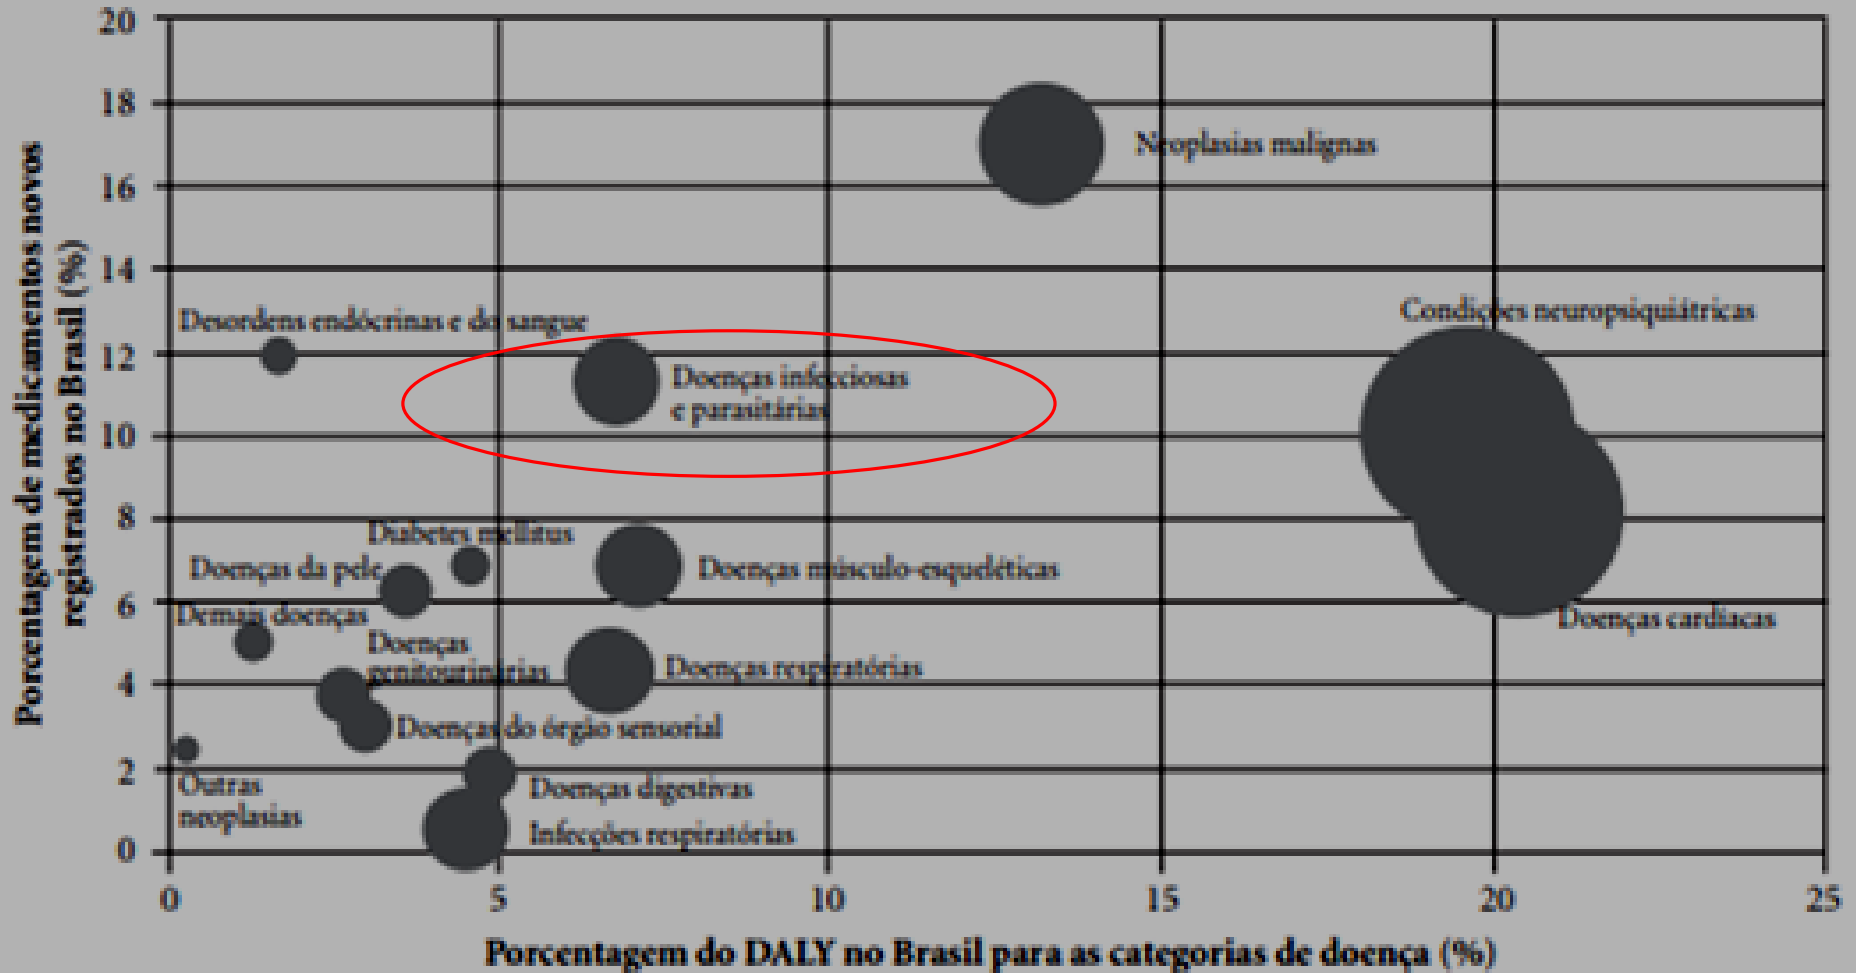 Porcentagem de medicamentos novos
registrados no Brasil (%)
20
18
16
14
12
10
8
6
4
2
0
Neoplasias malignas
Condições neuropsiquiátricas
Desordens endócrinas e do sangue
Doenças infecciosas
e parasitárias
Diabetes mellitus
Doenças da pele
Doenças músculo-esqueléticas
Demais doenças
Doenças cardíacas
Doenças
genitourinárias
Doenças respiratórias
Doenças do órgão sensorial
Outras
neoplasias
Doenças digestivas
Infecções respiratórias
0 5 10 15 20 25
Porcentagem do DALY no Brasil para as categorias de doença (%)